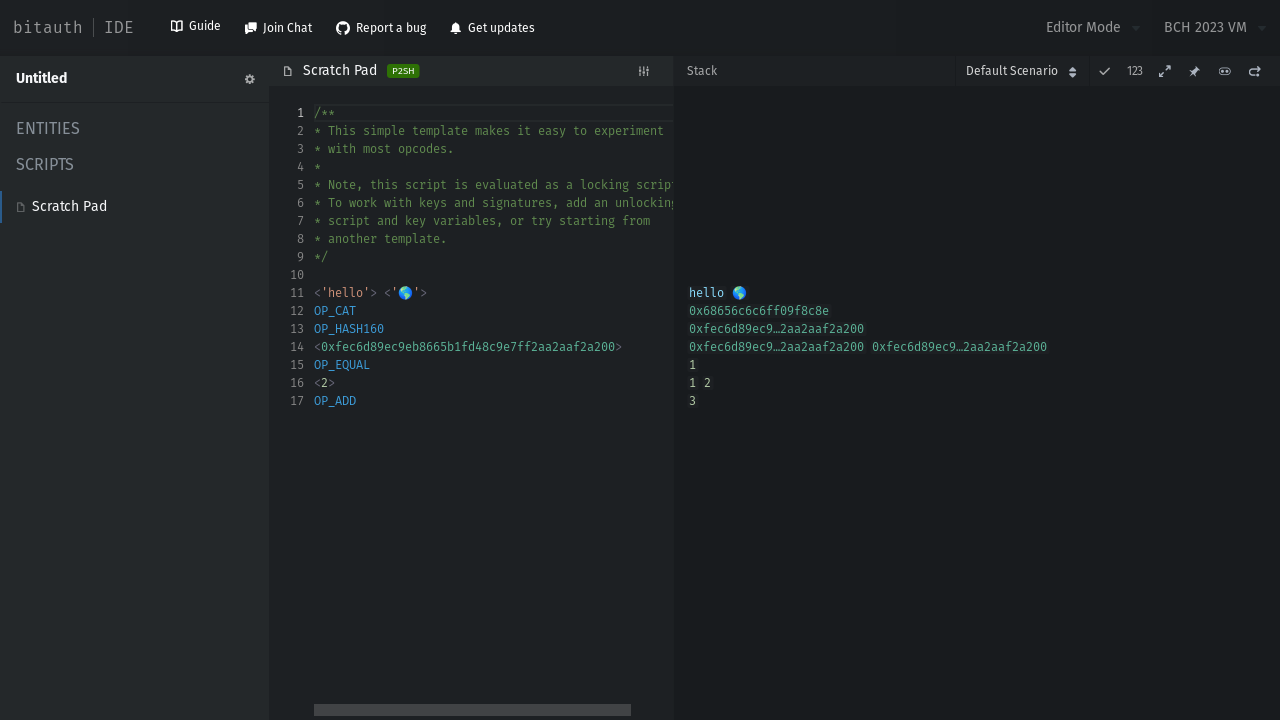 bitauth | IDE
Guide
Join Chat
Report a bug
Get updates
Editor Mode
BCH 2023 VM
Untitled
ENTITIES
SCRIPTS
Scratch Pad
Scratch Pad P2SH
1 /**
2 * This simple template makes it easy to experiment
3 * with most opcodes.
4 *
5 * Note, this script is evaluated as a locking script
6 * To work with keys and signatures, add an unlocking
7 * script and key variables, or try starting from
8 * another template.
9 */
10
11 <'hello'> <'🌎'>
12 OP_CAT
13 OP_HASH160
14 <0xfec6d89ec9eb8665b1fd48c9e7ff2aa2aaf2a200>
15 OP_EQUAL
16 <2>
17 OP_ADD
Stack
Default Scenario
123
hello 🌎
0x68656c6c6ff09f8c8e
0xfec6d89ec9…2aa2aaf2a200
0xfec6d89ec9…2aa2aaf2a200 0xfec6d89ec9…2aa2aaf2a200
1
1 2
3